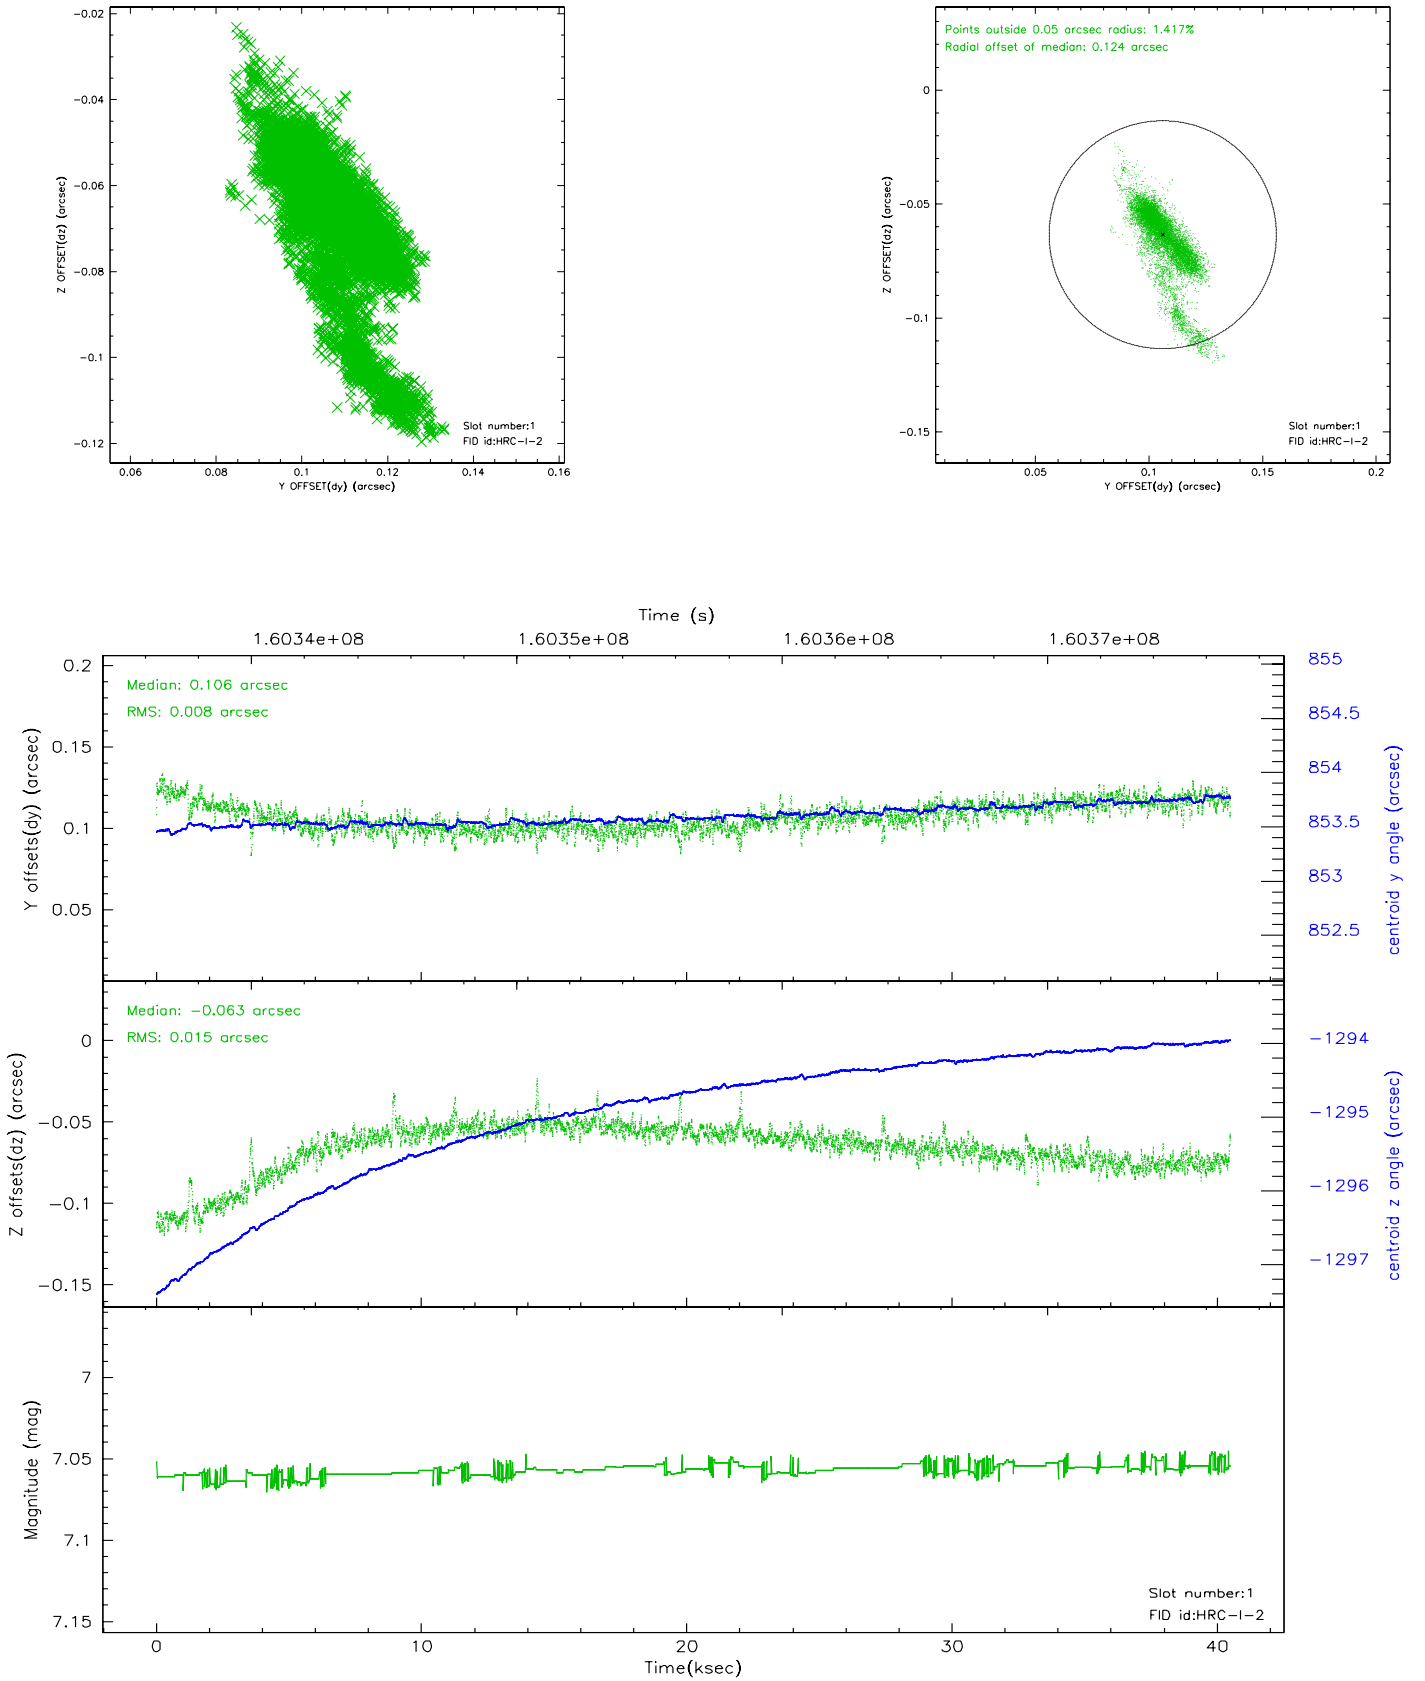 -0.02
-0.04
-0.06
-0.08
-0.1
-0.12
Z OFFSET(dz) (arcsec)
0.06 0.08 0.1 0.12 0.14 0.16
Y OFFSET(dy) (arcsec)
Slot number:1
FID id:HRC-I-2
Points outside 0.05 arcsec radius: 1.417%
Radial offset of median: 0.124 arcsec
0
-0.05
-0.1
-0.15
Z OFFSET(dz) (arcsec)
0.05 0.1 0.15 0.2
Y OFFSET(dy) (arcsec)
Slot number:1
FID id:HRC-I-2
Time (s)
1.6034e+08 1.6035e+08 1.6036e+08 1.6037e+08
Median: 0.106 arcsec
RMS: 0.008 arcsec
0.2
0.15
0.1
0.05
Y offsets(dy) (arcsec)
855
854.5
854
853.5
853
852.5
centroid y angle (arcsec)
Median: -0.063 arcsec
RMS: 0.015 arcsec
0
-0.05
-0.1
-0.15
Z offsets(dz) (arcsec)
-1294
-1295
-1296
-1297
centroid z angle (arcsec)
7
7.05
7.1
7.15
Magnitude (mag)
Slot number:1
FID id:HRC-I-2
0 10 20 30 40
Time(ksec)